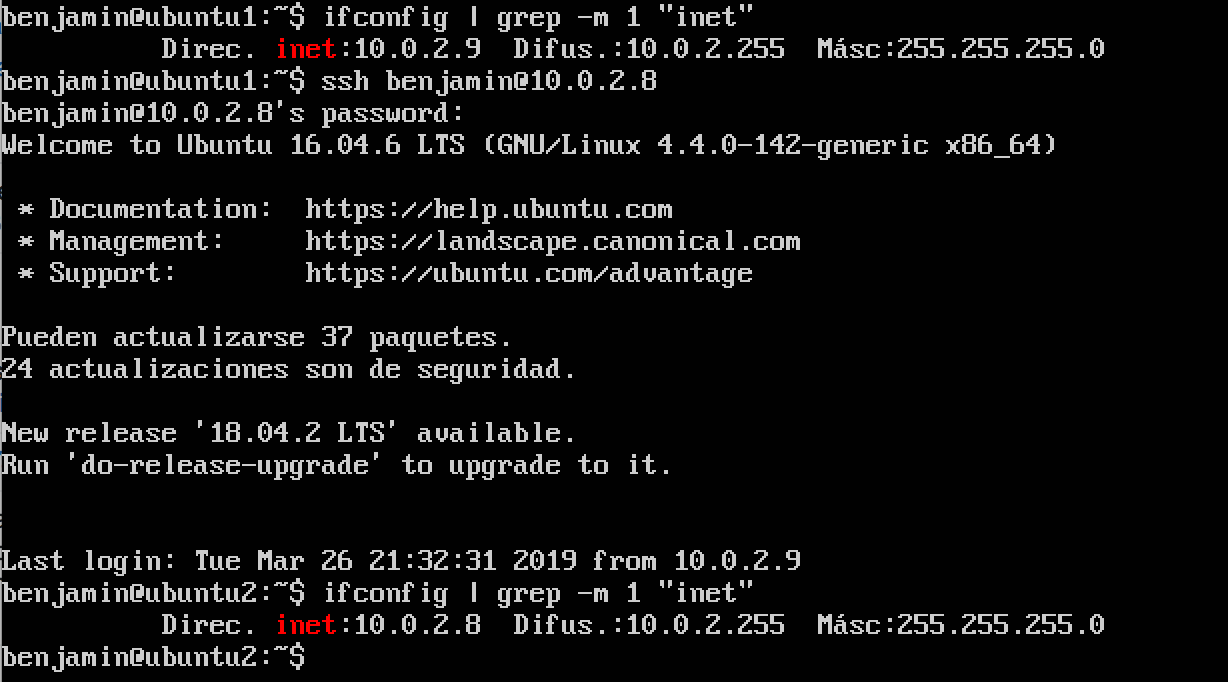 benjamin@ubuntu1:~$ ifconfig | grep -m 1 "inet"
          Direc. inet:10.0.2.9  Difus.:10.0.2.255  Másc:255.255.255.0
benjamin@ubuntu1:~$ ssh benjamin@10.0.2.8
benjamin@10.0.2.8's password:
Welcome to Ubuntu 16.04.6 LTS (GNU/Linux 4.4.0-142-generic x86_64)

 * Documentation:  https://help.ubuntu.com
 * Management:     https://landscape.canonical.com
 * Support:        https://ubuntu.com/advantage

Pueden actualizarse 37 paquetes.
24 actualizaciones son de seguridad.

New release '18.04.2 LTS' available.
Run 'do-release-upgrade' to upgrade to it.


Last login: Tue Mar 26 21:32:31 2019 from 10.0.2.9
benjamin@ubuntu2:~$ ifconfig | grep -m 1 "inet"
          Direc. inet:10.0.2.8  Difus.:10.0.2.255  Másc:255.255.255.0
benjamin@ubuntu2:~$